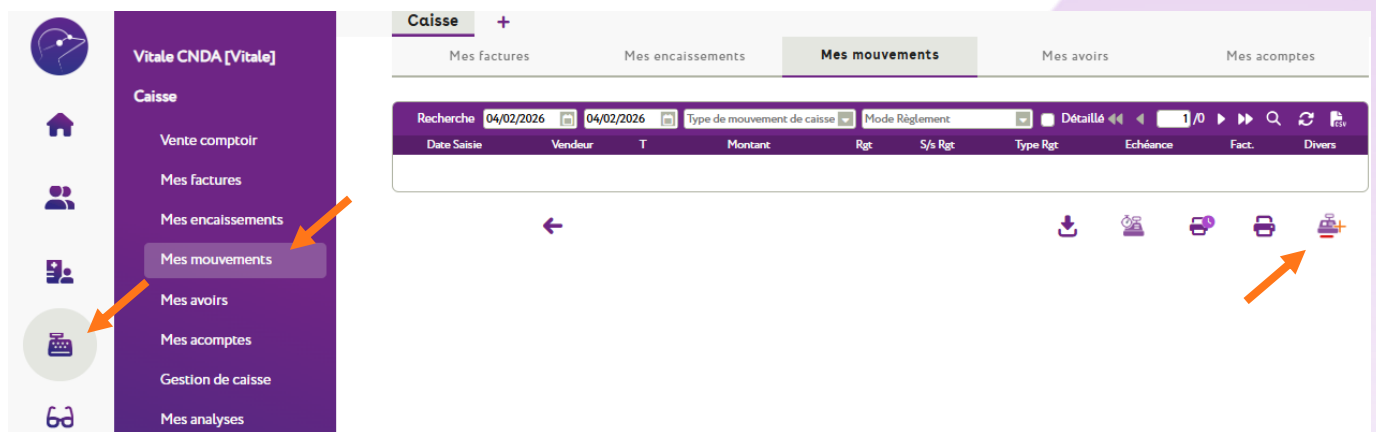 Caisse +
Vitale CNDA [Vitale]
Mes factures Mes encaissements Mes mouvements Mes avoirs Mes acomptes
Caisse
Recherche 04/02/2026 04/02/2026 Type de mouvement de caisse Mode Règlement Détaillé 1 /0 CSV
Date Saisie Vendeur T Montant Rgt S/s Rgt Type Rgt Echéance Fact. Divers
Vente comptoir
Mes factures
Mes encaissements
Mes mouvements
Mes avoirs
Mes acomptes
Gestion de caisse
Mes analyses